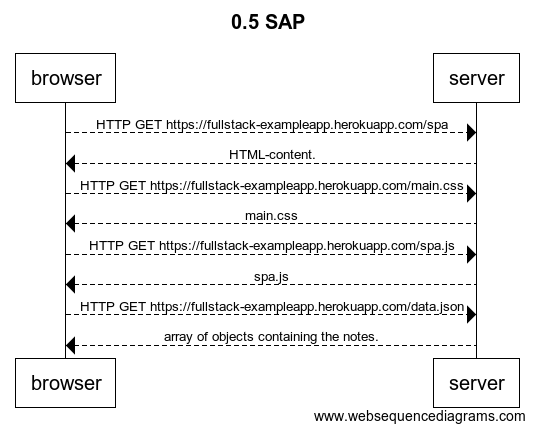 0.5 SAP
browser
server
HTTP GET https://fullstack-exampleapp.herokuapp.com/spa
HTML-content.
HTTP GET https://fullstack-exampleapp.herokuapp.com/main.css
main.css
HTTP GET https://fullstack-exampleapp.herokuapp.com/spa.js
spa.js
HTTP GET https://fullstack-exampleapp.herokuapp.com/data.json
array of objects containing the notes.
browser
server
www.websequencediagrams.com